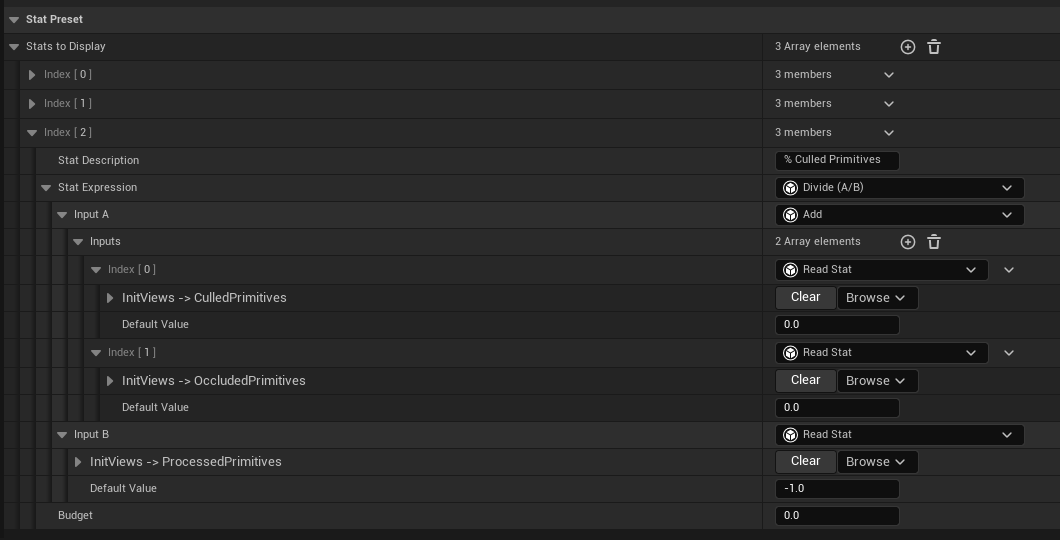 Stat Preset
Stats to Display 3 Array elements
Index [ 0 ] 3 members
Index [ 1 ] 3 members
Index [ 2 ] 3 members
Stat Description % Culled Primitives
Stat Expression Divide (A/B)
Input A Add
Inputs 2 Array elements
Index [ 0 ] Read Stat
InitViews -> CulledPrimitives Clear Browse
Default Value 0.0
Index [ 1 ] Read Stat
InitViews -> OccludedPrimitives Clear Browse
Default Value 0.0
Input B Read Stat
InitViews -> ProcessedPrimitives Clear Browse
Default Value -1.0
Budget 0.0